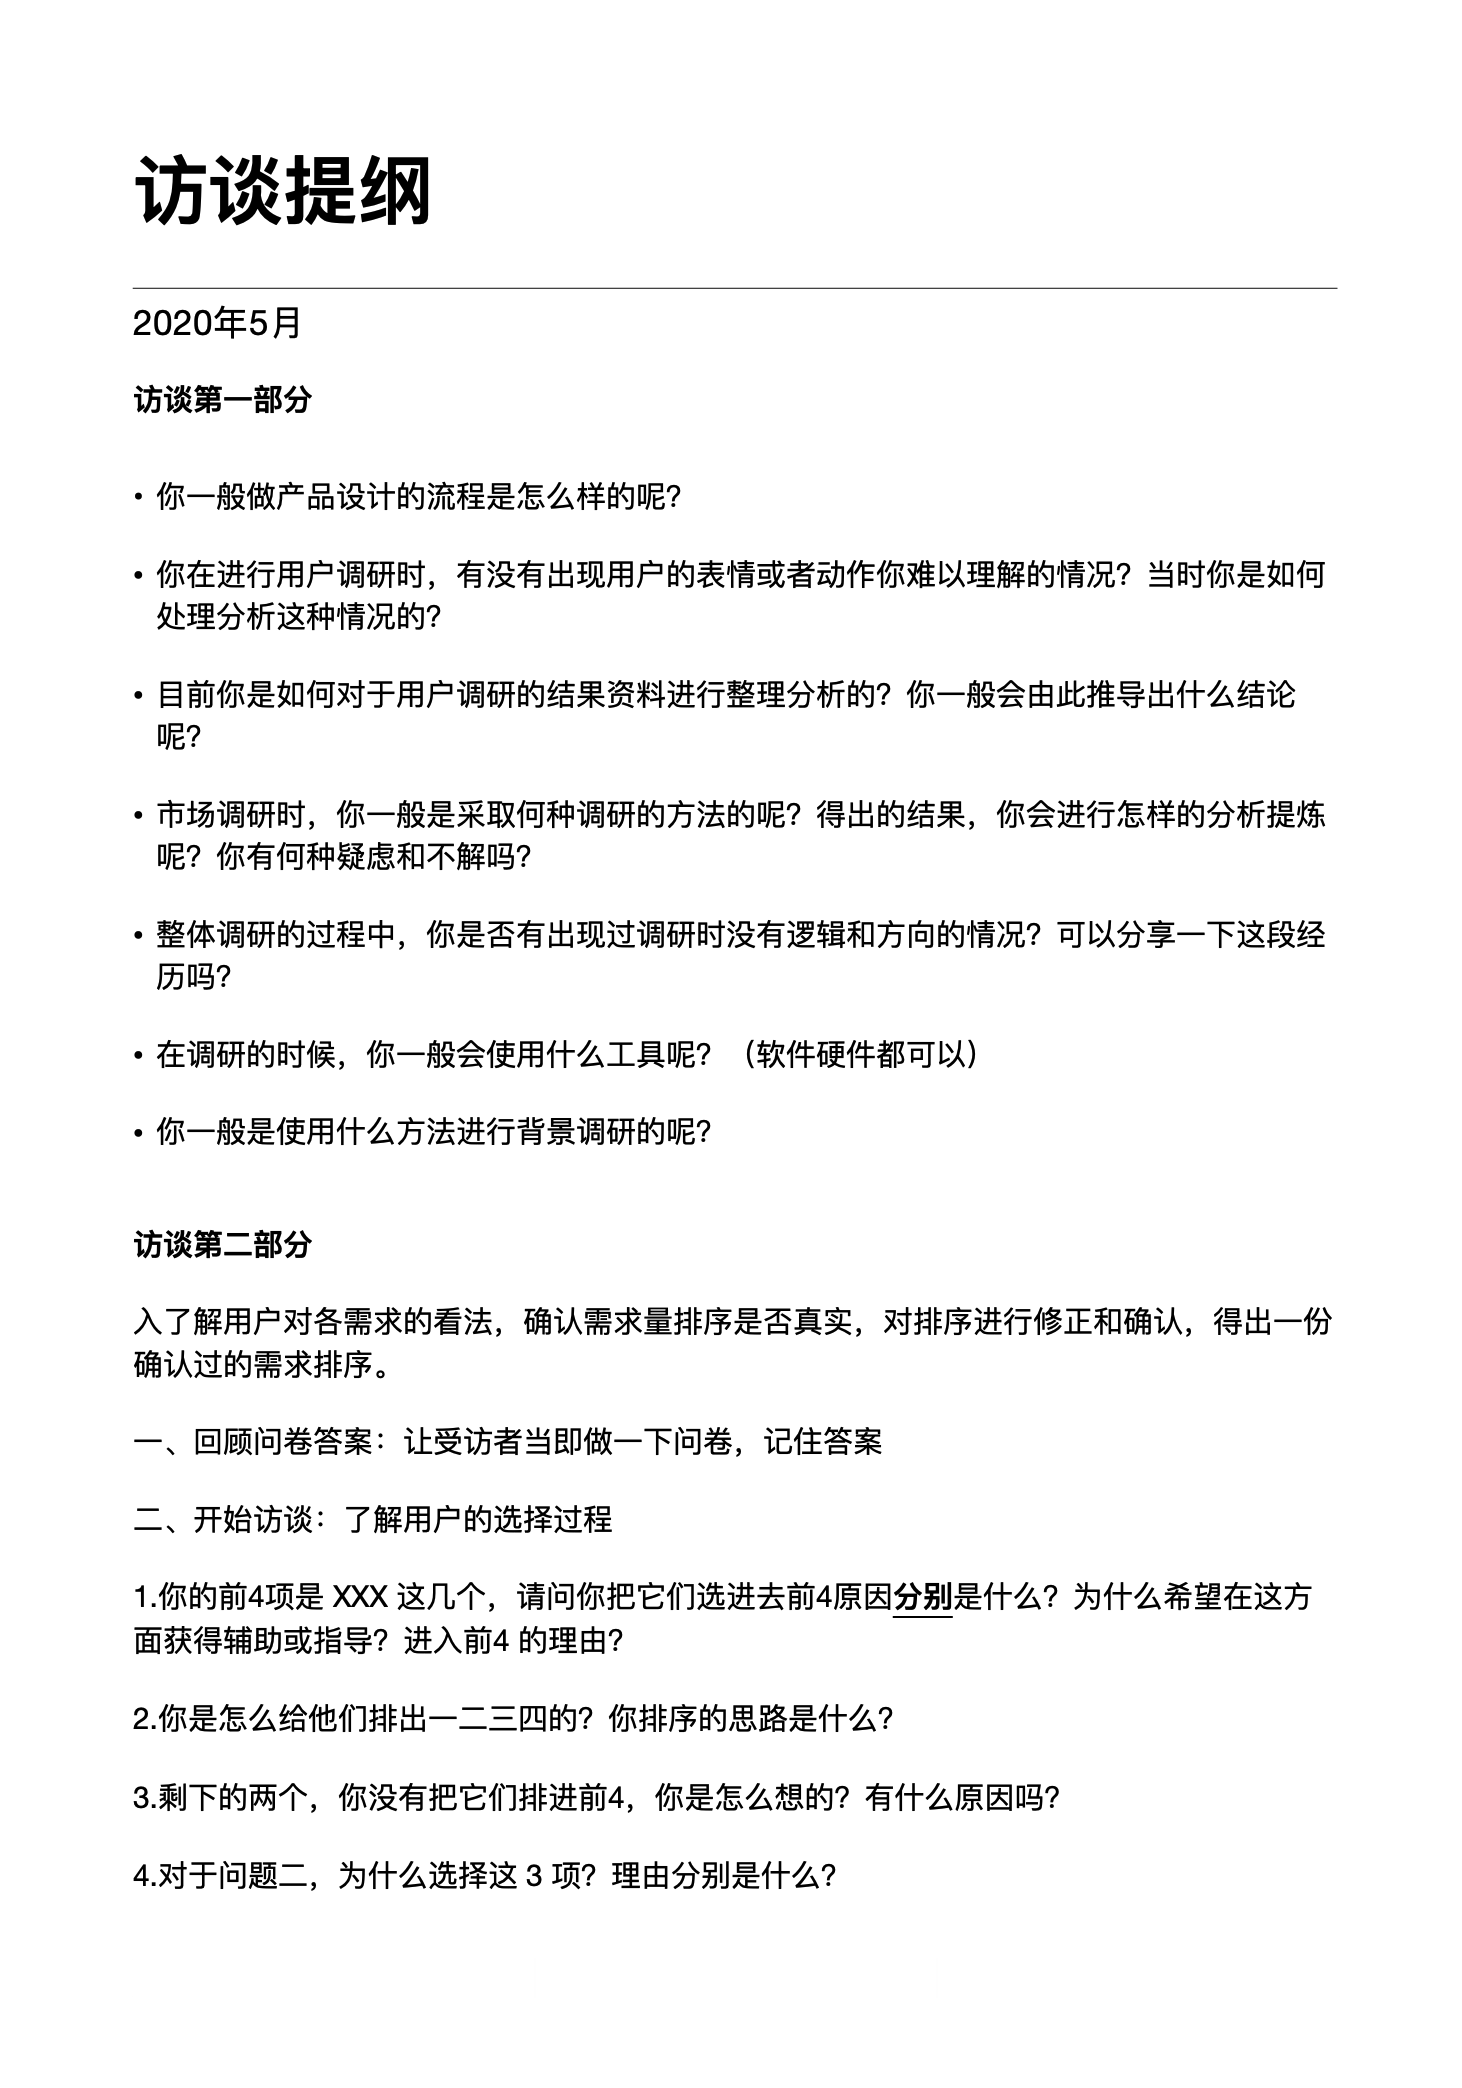 访谈提纲
2020年5月
访谈第一部分
• 你一般做产品设计的流程是怎么样的呢？
• 你在进行用户调研时，有没有出现用户的表情或者动作你难以理解的情况？当时你是如何
处理分析这种情况的？
• 目前你是如何对于用户调研的结果资料进行整理分析的？你一般会由此推导出什么结论
呢？
• 市场调研时，你一般是采取何种调研的方法的呢？得出的结果，你会进行怎样的分析提炼
呢？你有何种疑虑和不解吗？
• 整体调研的过程中，你是否有出现过调研时没有逻辑和方向的情况？可以分享一下这段经
历吗？
• 在调研的时候，你一般会使用什么工具呢？（软件硬件都可以）
• 你一般是使用什么方法进行背景调研的呢？
访谈第二部分
入了解用户对各需求的看法，确认需求量排序是否真实，对排序进行修正和确认，得出一份
确认过的需求排序。
一、回顾问卷答案：让受访者当即做一下问卷，记住答案
二、开始访谈：了解用户的选择过程
1.你的前4项是 XXX 这几个，请问你把它们选进去前4原因分别是什么？为什么希望在这方
面获得辅助或指导？进入前4 的理由？
2.你是怎么给他们排出一二三四的？你排序的思路是什么？
3.剩下的两个，你没有把它们排进前4，你是怎么想的？有什么原因吗？
4.对于问题二，为什么选择这 3 项？理由分别是什么？